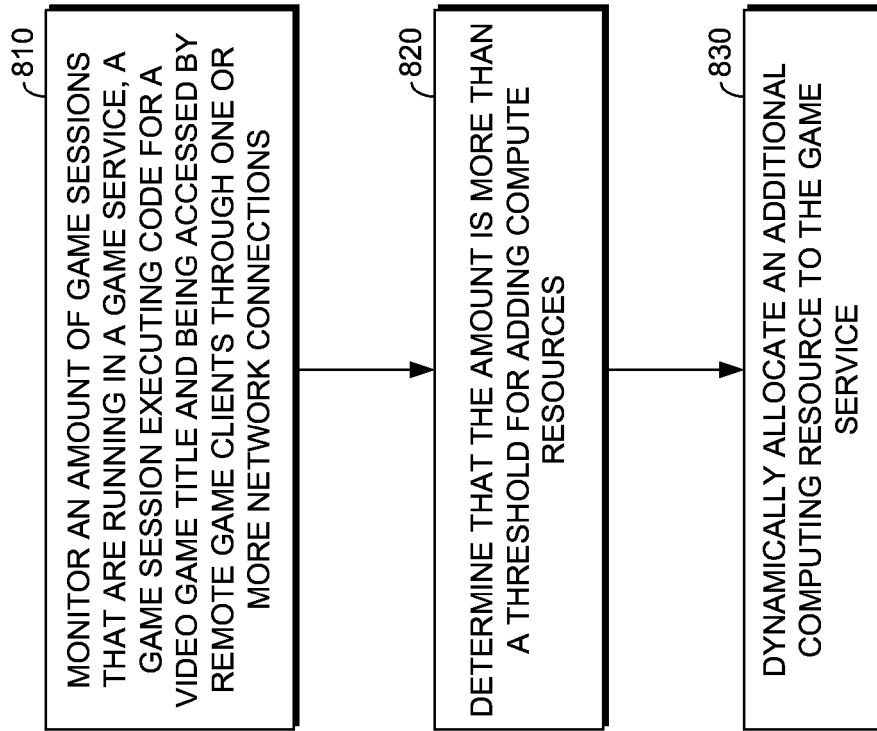 810
MONITOR AN AMOUNT OF GAME SESSIONS
THAT ARE RUNNING IN A GAME SERVICE, A
GAME SESSION EXECUTING CODE FOR A
VIDEO GAME TITLE AND BEING ACCESSED BY
REMOTE GAME CLIENTS THROUGH ONE OR
MORE NETWORK CONNECTIONS
820
DETERMINE THAT THE AMOUNT IS MORE THAN
A THRESHOLD FOR ADDING COMPUTE
RESOURCES
830
DYNAMICALLY ALLOCATE AN ADDITIONAL
COMPUTING RESOURCE TO THE GAME
SERVICE